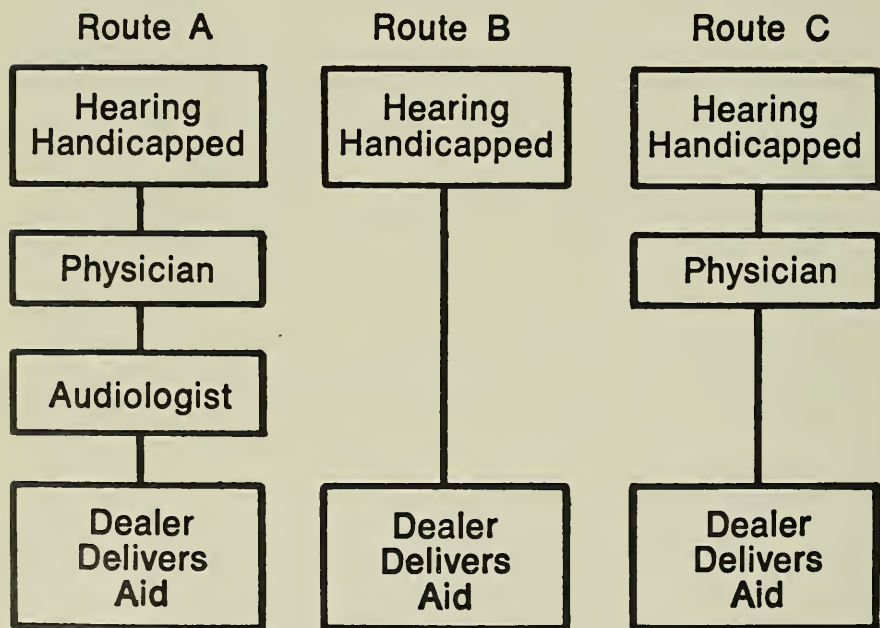 Route A
Hearing
Handicapped
Physician
Audiologist
Dealer
Delivers
Aid
Route B
Hearing
Handicapped
Dealer
Delivers
Aid
Route C
Hearing
Handicapped
Physician
Dealer
Delivers
Aid